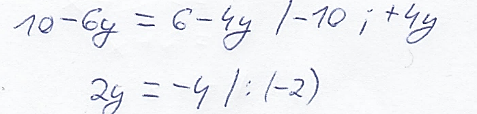 10 - 6y = 6 - 4y /-10 ; +4y
2y = -4 /: (-2)